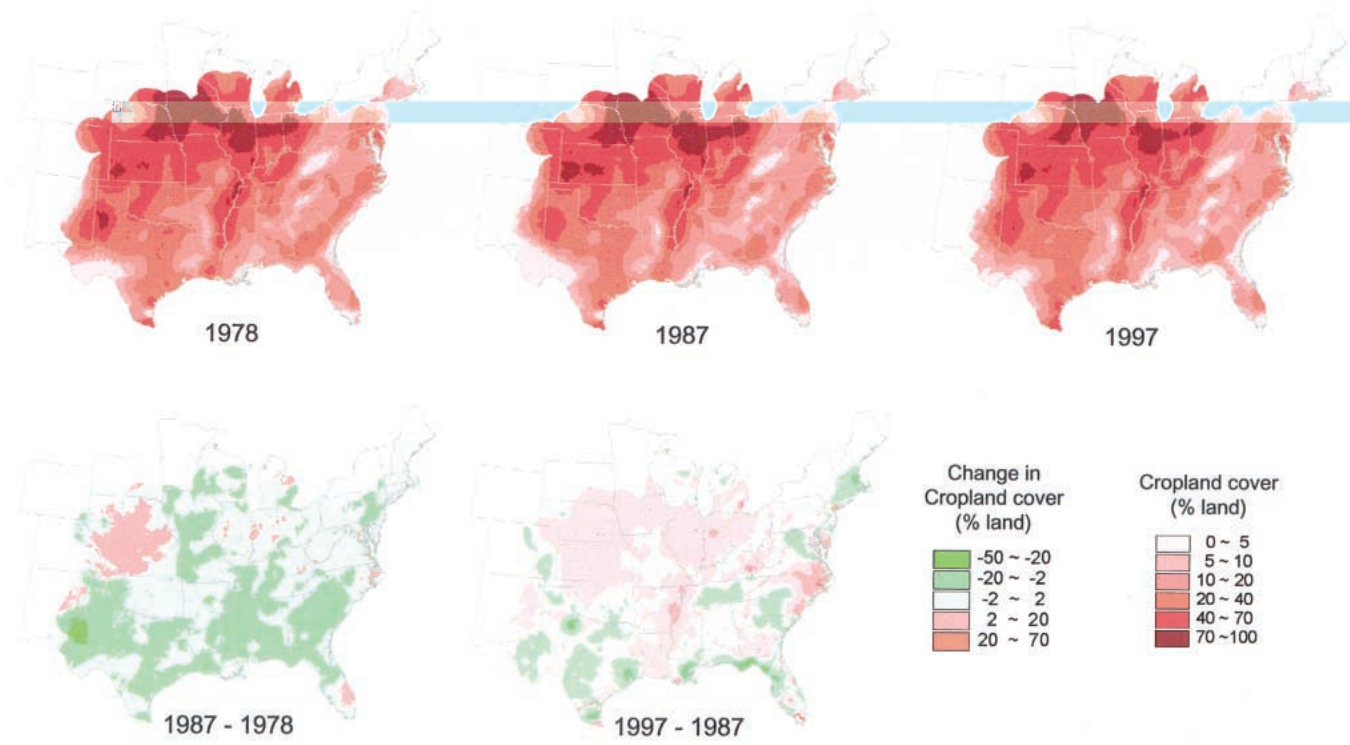 1978
1987
1997
1987 - 1978
1997 - 1987
Change in
Cropland cover
(% land)
-50 ~ -20
-20 ~ -2
-2 ~ 2
2 ~ 20
20 ~ 70
Cropland cover
(% land)
0 ~ 5
5 ~ 10
10 ~ 20
20 ~ 40
40 ~ 70
70 ~100